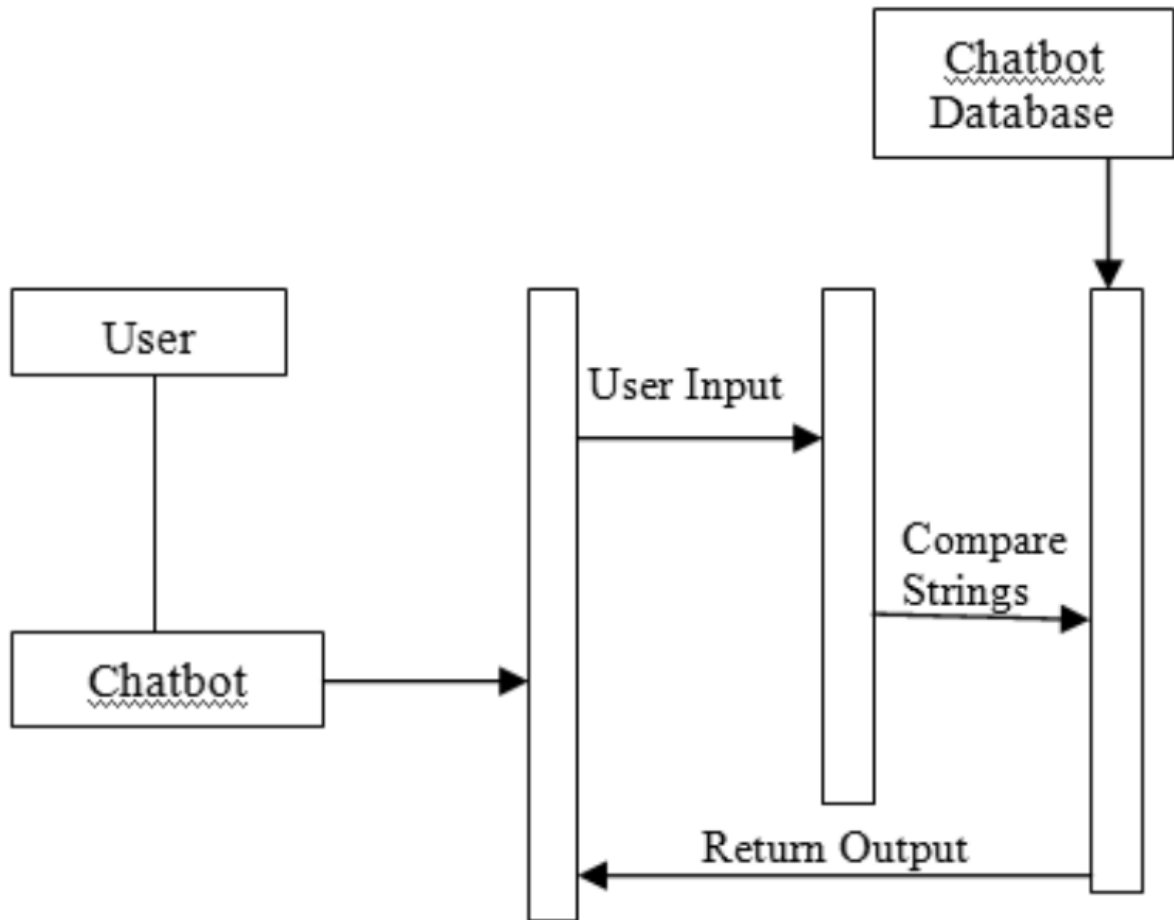 Chatbot
Database
User
User Input
Compare
Strings
Chatbot
Return Output